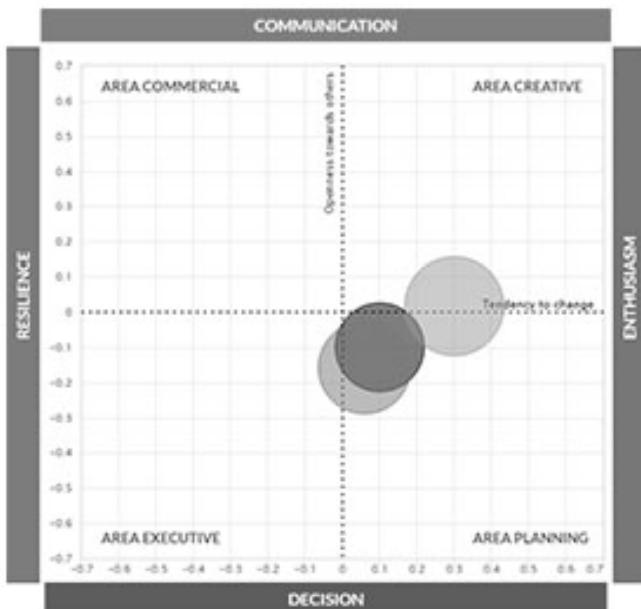 COMMUNICATION
RESILIENCE
ENTHUSIASM
AREA COMMERCIAL
AREA CREATIVE
Openness towards others
Tendency to change
0.7
0.6
0.5
0.4
0.3
0.2
0.1
0
-0.1
-0.2
-0.3
-0.4
-0.5
-0.6
-0.7
AREA EXECUTIVE
AREA PLANNING
-0.7 -0.6 -0.5 -0.4 -0.3 -0.2 -0.1 0 0.1 0.2 0.3 0.4 0.5 0.6 0.7
DECISION